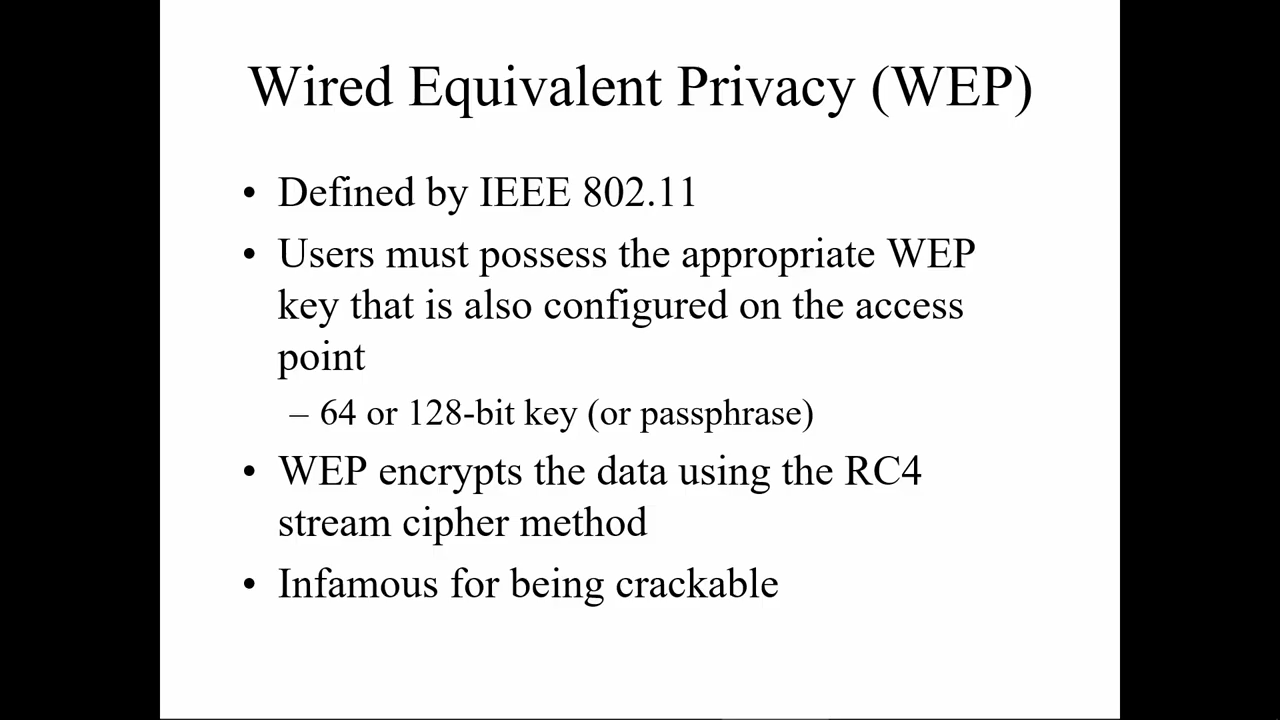 Wired Equivalent Privacy (WEP)
• Defined by IEEE 802.11
• Users must possess the appropriate WEP
key that is also configured on the access
point
– 64 or 128-bit key (or passphrase)
• WEP encrypts the data using the RC4
stream cipher method
• Infamous for being crackable